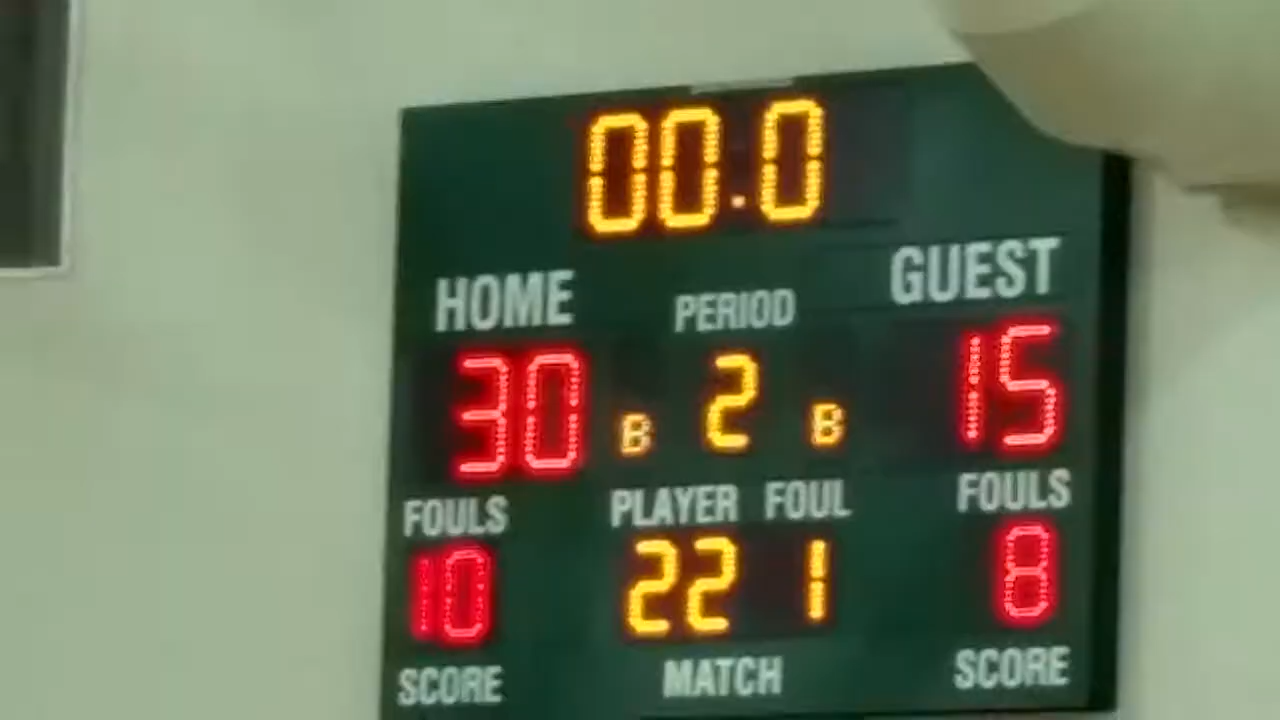 00.0
HOME PERIOD GUEST
30 B 2 B 15
FOULS PLAYER FOUL FOULS
10 22 1 8
SCORE MATCH SCORE